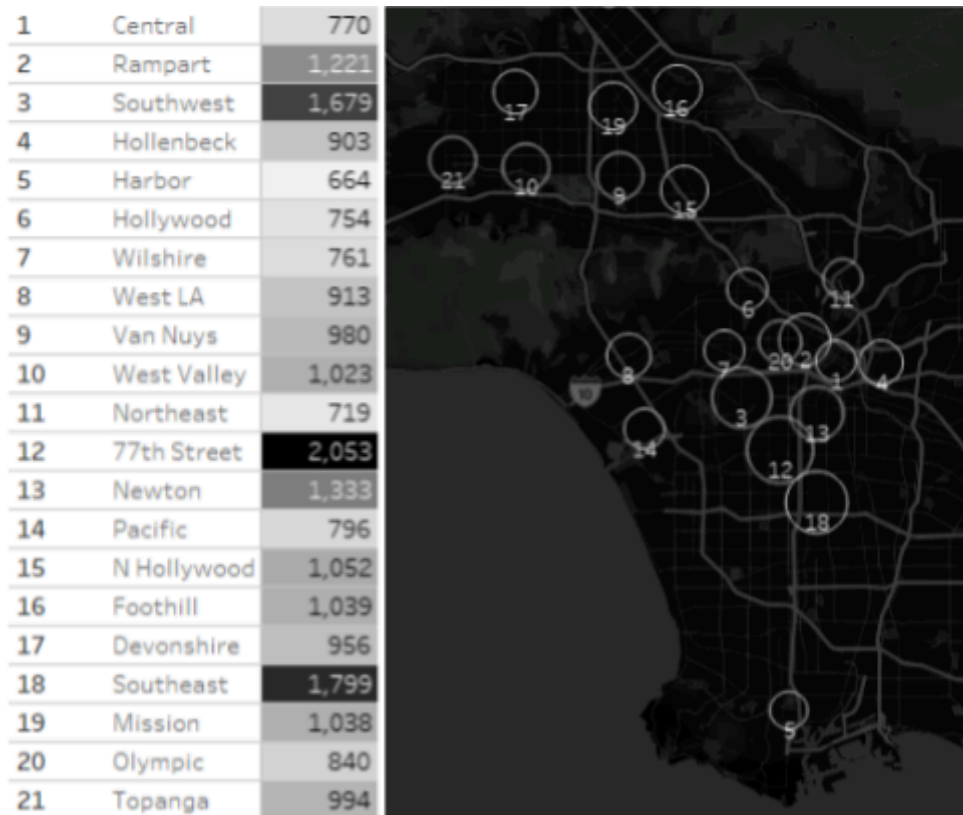 1 Central 770
2 Rampart 1,221
3 Southwest 1,679
4 Hollenbeck 903
5 Harbor 664
6 Hollywood 754
7 Wilshire 761
8 West LA 913
9 Van Nuys 980
10 West Valley 1,023
11 Northeast 719
12 77th Street 2,053
13 Newton 1,333
14 Pacific 796
15 N Hollywood 1,052
16 Foothill 1,039
17 Devonshire 956
18 Southeast 1,799
19 Mission 1,038
20 Olympic 840
21 Topanga 994
17
19
16
21
10
9
15
11
6
20
2
7
8
1
4
10
3
13
14
12
18
5